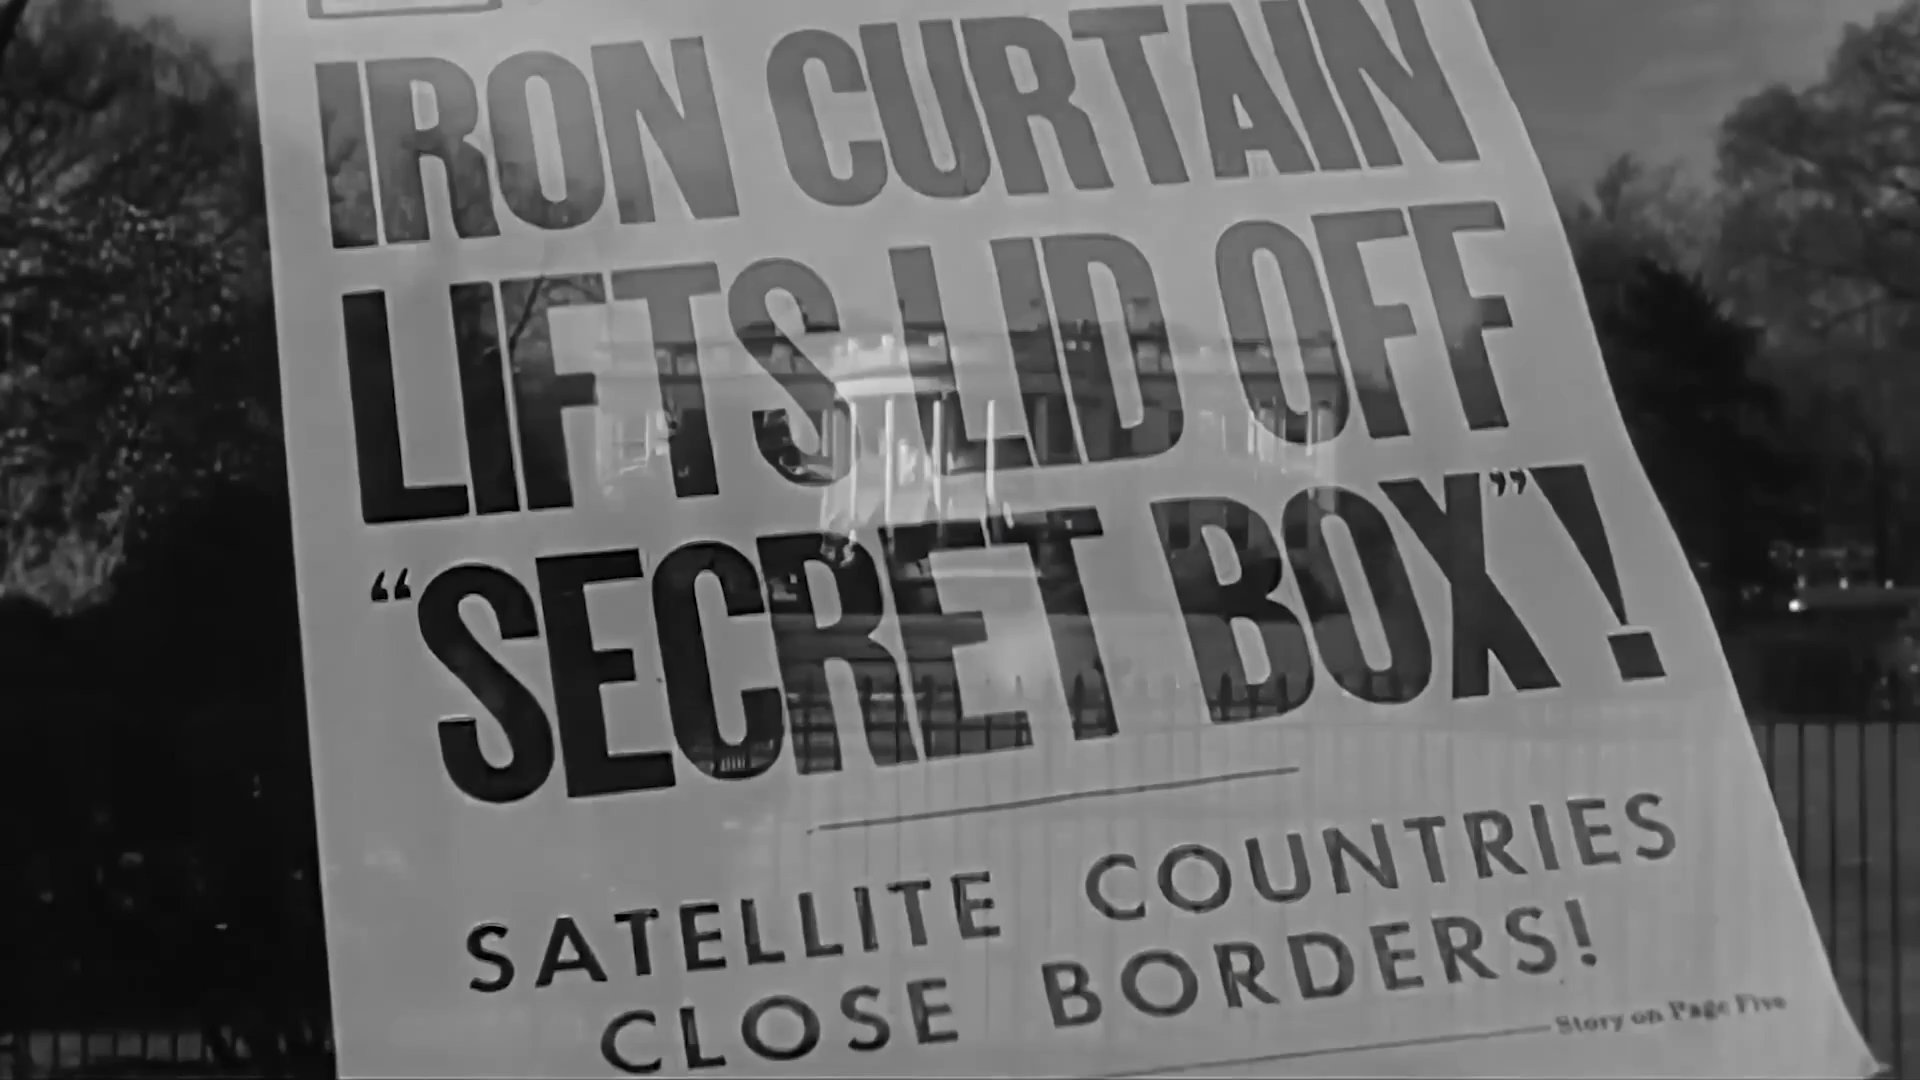 IRON CURTAIN
LIFTS LID OFF
“SECRET BOX”!
SATELLITE COUNTRIES
CLOSE BORDERS!
Story on Page Five